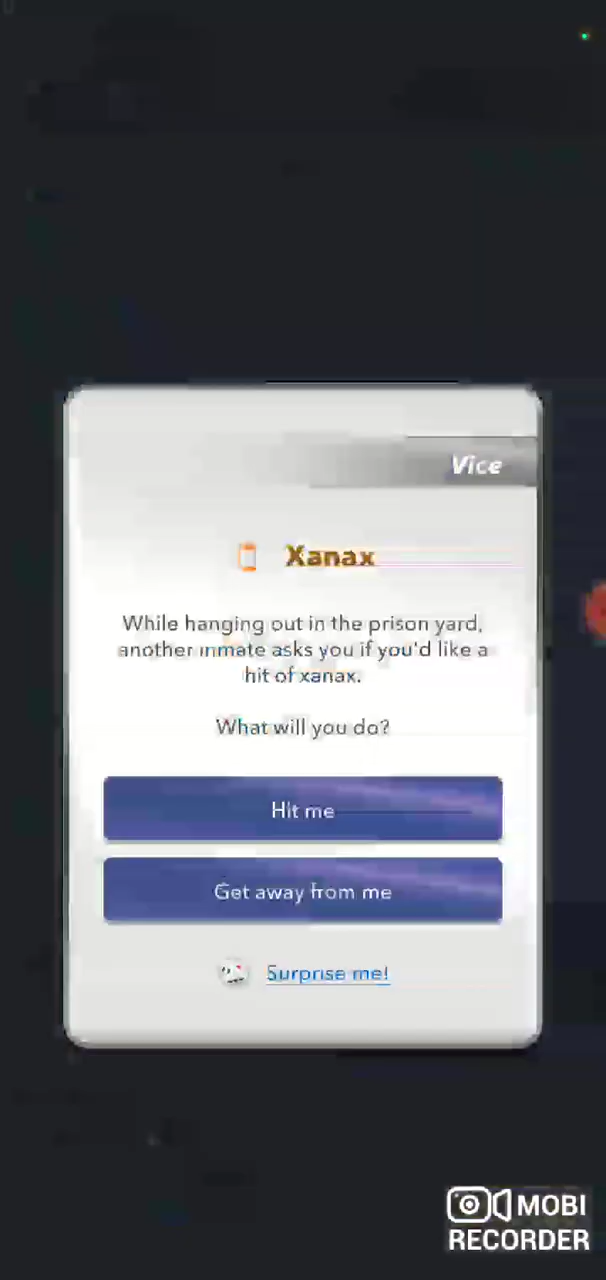 Vice
Xanax
While hanging out in the prison yard,
another inmate asks you if you'd like a
hit of xanax.
What will you do?
Hit me
Get away from me
Surprise me!
MOBI
RECORDER